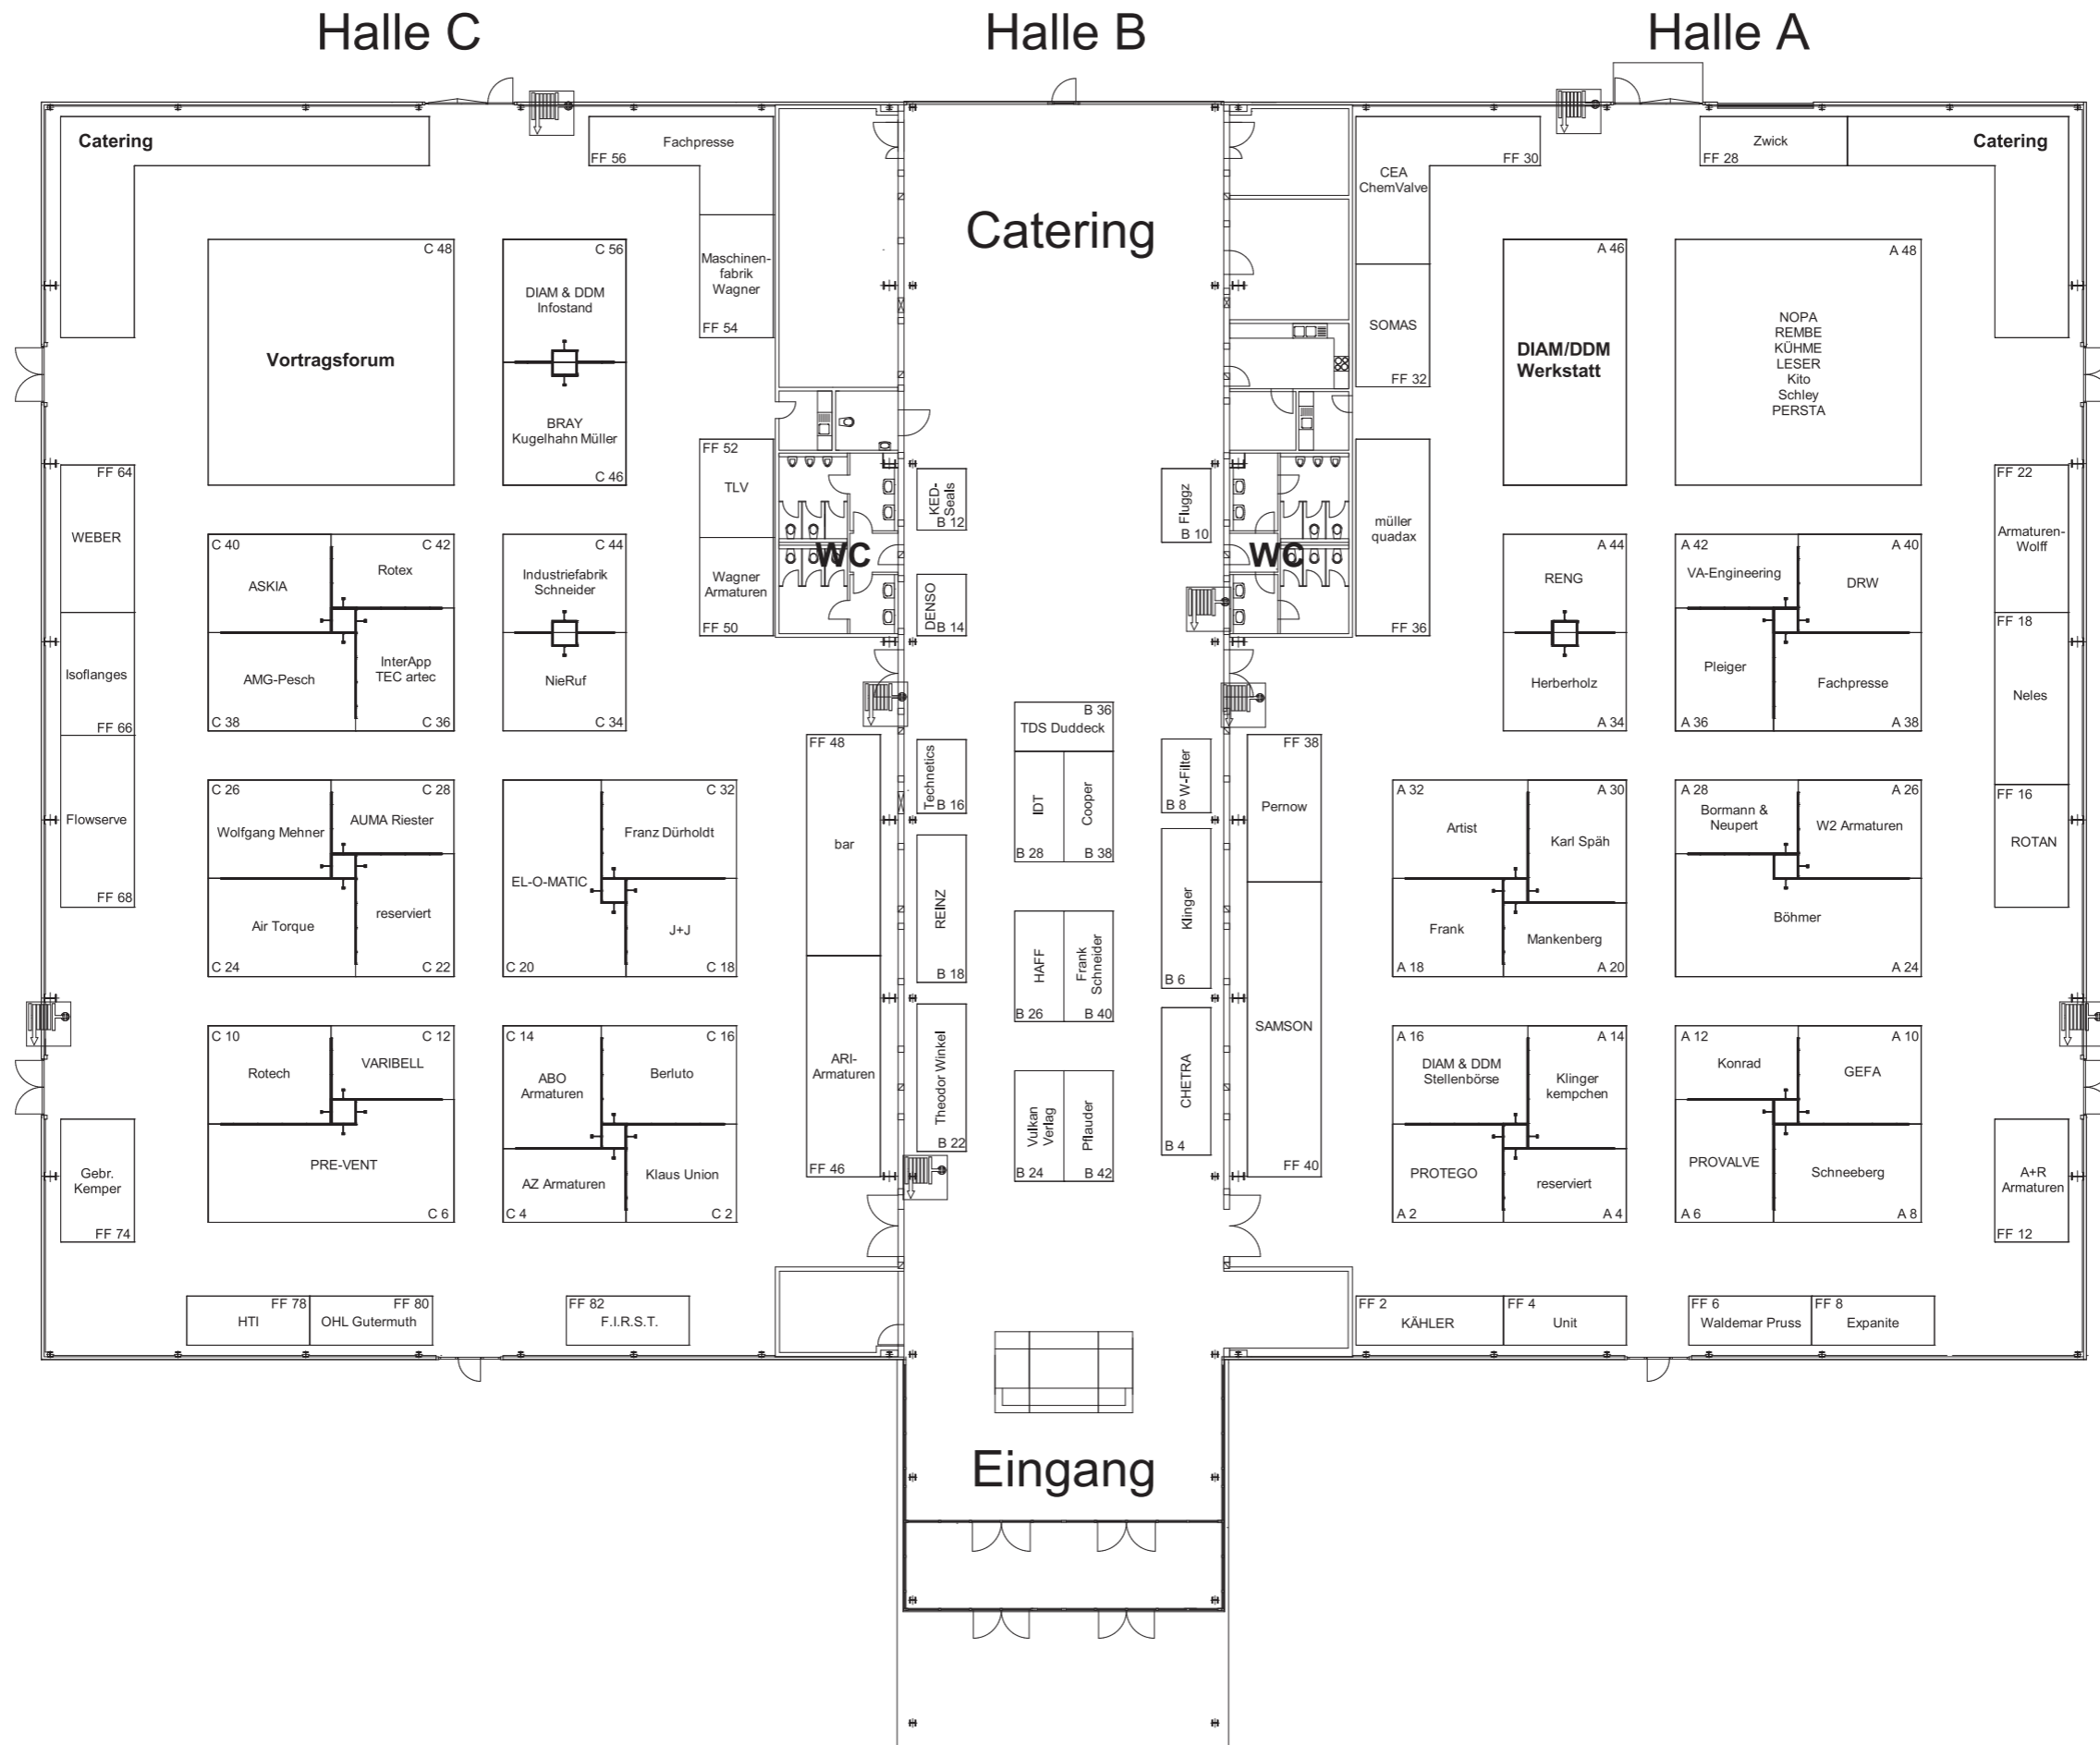 Halle C
Halle B
Halle A
Catering
FF 56
Fachpresse
Maschinen-
fabrik
Wagner
FF 54
C 48
Vortragsforum
C 56
DIAM & DDM
Infostand
BRAY
Kugelhahn Müller
C 46
FF 52
TLV
Wagner
Armaturen
FF 50
FF 64
WEBER
Isoflanges
FF 66
Flowserve
FF 68
C 40
ASKIA
C 42
Rotex
AMG-Pesch
C 38
InterApp
TEC artec
C 36
C 44
Industriefabrik
Schneider
NieRuf
C 34
C 26
Wolfgang Mehner
C 28
AUMA Riester
Air Torque
C 24
reserviert
C 22
EL-O-MATIC
C 20
C 32
Franz Dürholdt
J+J
C 18
FF 48
bar
ARI-
Armaturen
FF 46
C 10
Rotech
C 12
VARIBELL
PRE-VENT
C 6
C 14
ABO
Armaturen
C 16
Berluto
AZ Armaturen
C 4
Klaus Union
C 2
Gebr.
Kemper
FF 74
FF 78
HTI
FF 80
OHL Gutermuth
FF 82
F.I.R.S.T.
WC
Catering
KED-
Seals
B 12
Fluggz
B 10
DENSO
B 14
B 36
TDS Duddeck
Technetics
B 16
IDT
B 28
Cooper
B 38
W-Filter
B 8
REINZ
B 18
HAFF
B 26
Frank
Schneider
B 40
Klinger
B 6
Theodor Winkel
B 22
Vulkan
Verlag
B 24
Pflauder
B 42
CHETRA
B 4
Eingang
WC
CEA
ChemValve
FF 30
SOMAS
FF 32
müller
quadax
FF 36
FF 28
Zwick
Catering
A 46
DIAM/DDM
Werkstatt
A 48
NOPA
REMBE
KÜHME
LESER
Kito
Schley
PERSTA
FF 22
Armaturen-
Wolff
FF 18
Neles
FF 16
ROTAN
A 44
RENG
Herberholz
A 34
A 42
VA-Engineering
A 40
DRW
Pleiger
A 36
Fachpresse
A 38
FF 38
Pernow
SAMSON
FF 40
A 32
Artist
A 30
Karl Späh
Frank
A 18
Mankenberg
A 20
A 28
Bormann &
Neupert
A 26
W2 Armaturen
Böhmer
A 24
A 16
DIAM & DDM
Stellenbörse
A 14
Klinger
kempchen
PROTEGO
A 2
reserviert
A 4
A 12
Konrad
A 10
GEFA
PROVALVE
A 6
Schneeberg
A 8
A+R
Armaturen
FF 12
FF 2
KÄHLER
FF 4
Unit
FF 6
Waldemar Pruss
FF 8
Expanite